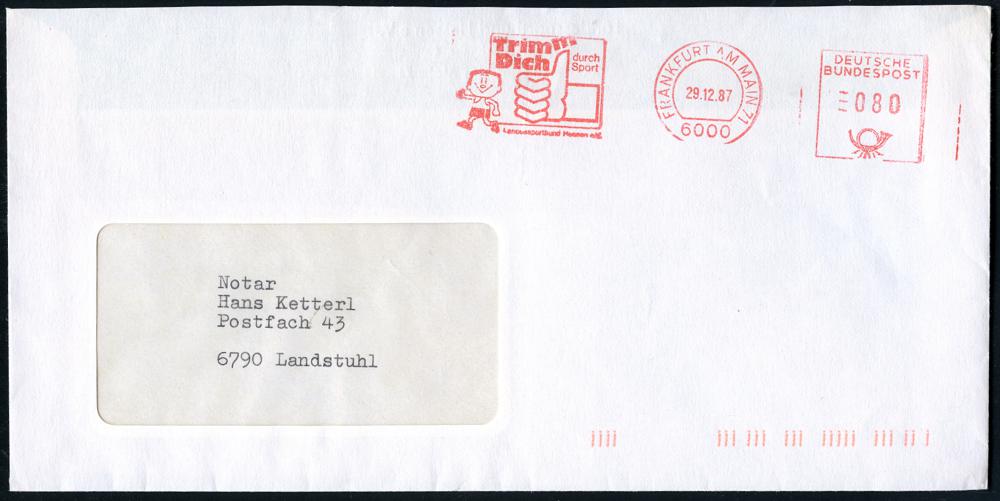 Trimm
Dich
durch
Sport
Landessportbund Hessen e.V.
FRANKFURT AM MAIN 71
29.12.87
6000
DEUTSCHE
BUNDESPOST
080
Notar
Hans Ketterl
Postfach 43
6790 Landstuhl